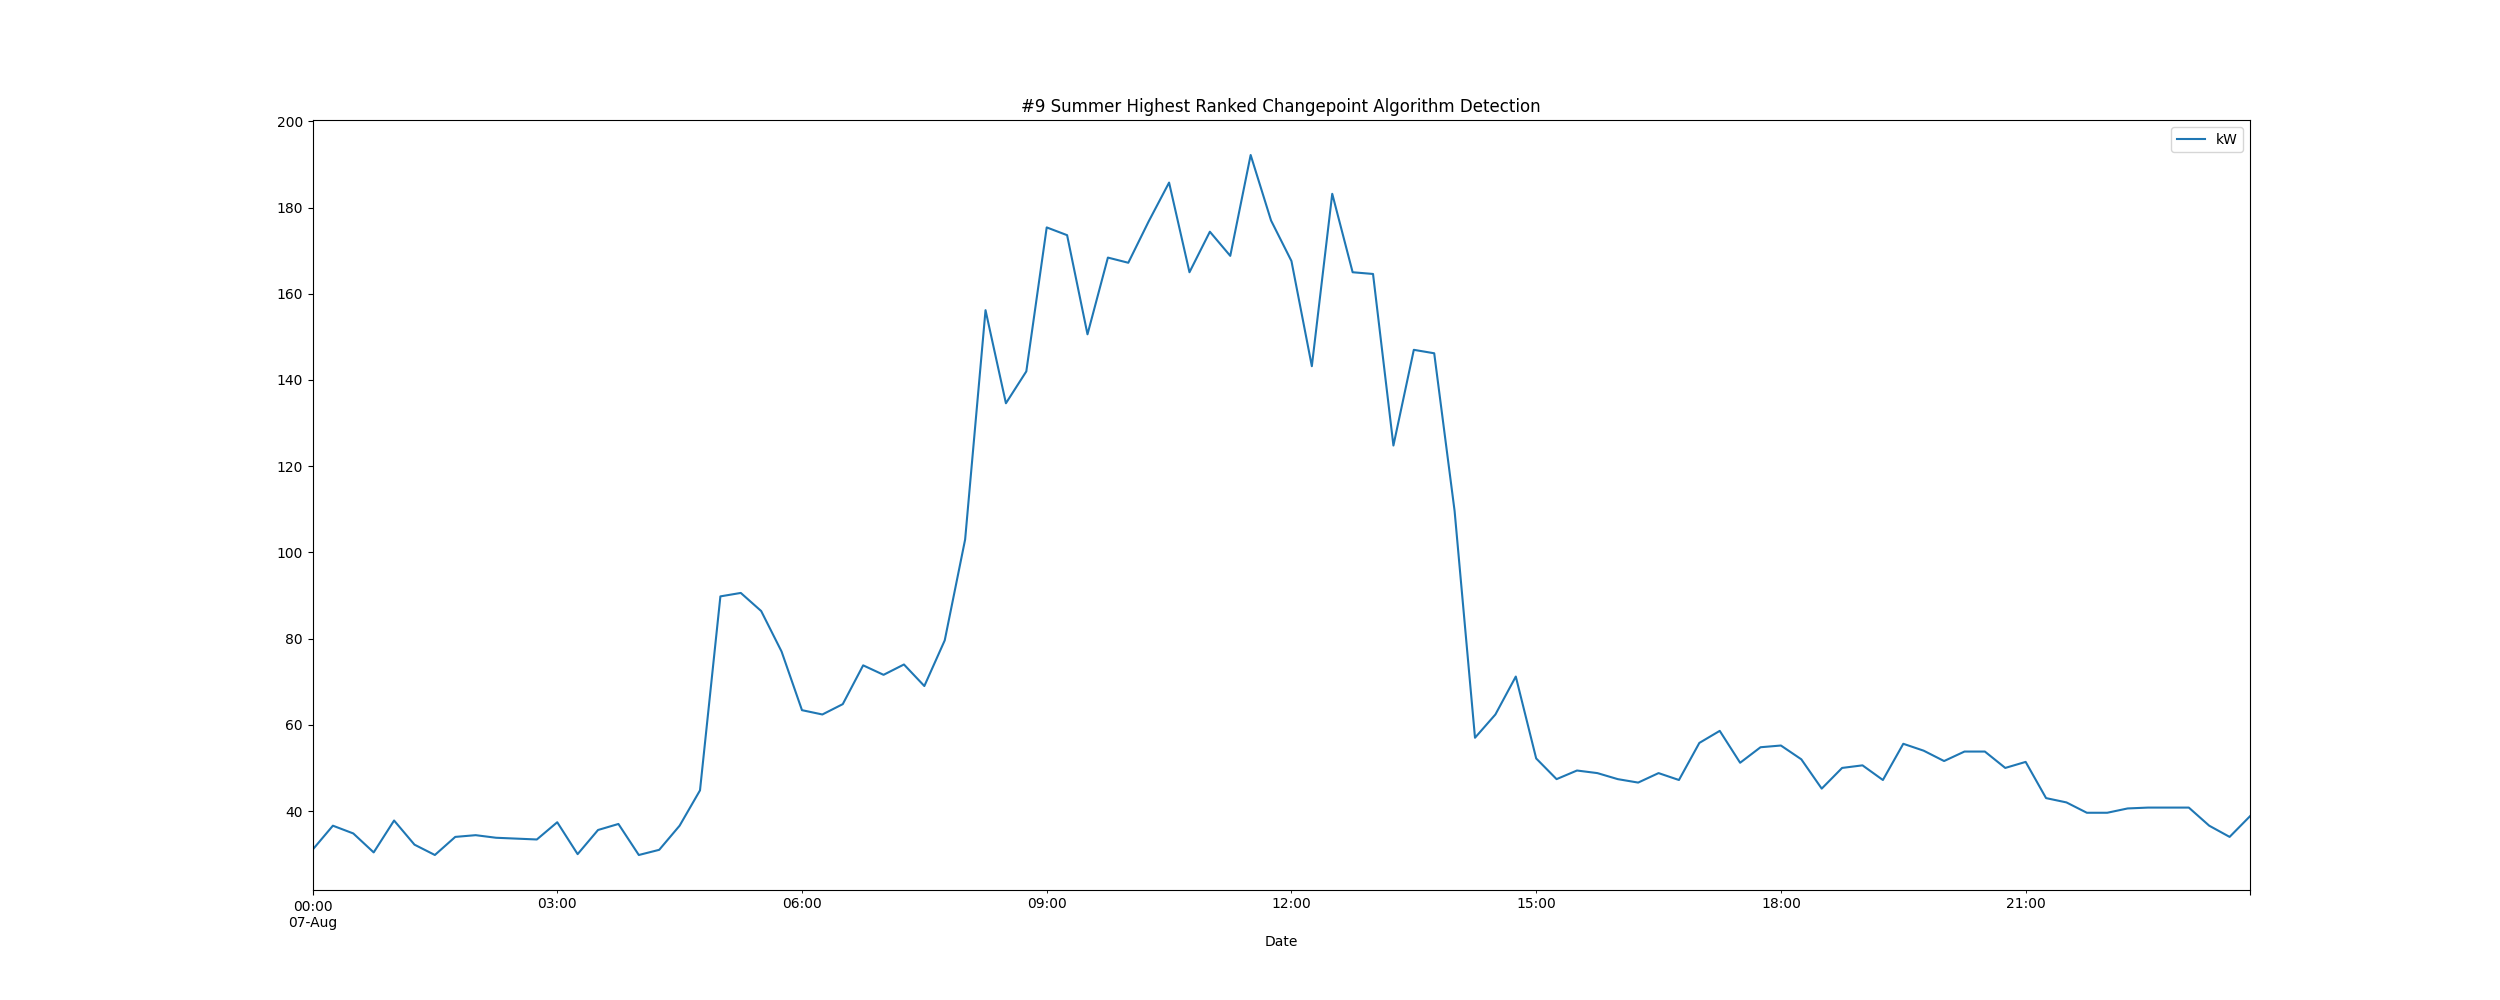 #9 Summer Highest Ranked Changepoint Algorithm Detection
kW
200
180
160
140
120
100
80
60
40
00:00 03:00 06:00 09:00 12:00 15:00 18:00 21:00
07-Aug
Date